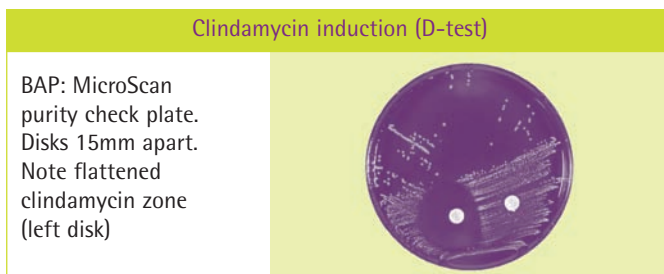 Clindamycin induction (D-test)
BAP: MicroScan
purity check plate.
Disks 15mm apart.
Note flattened
clindamycin zone
(left disk)